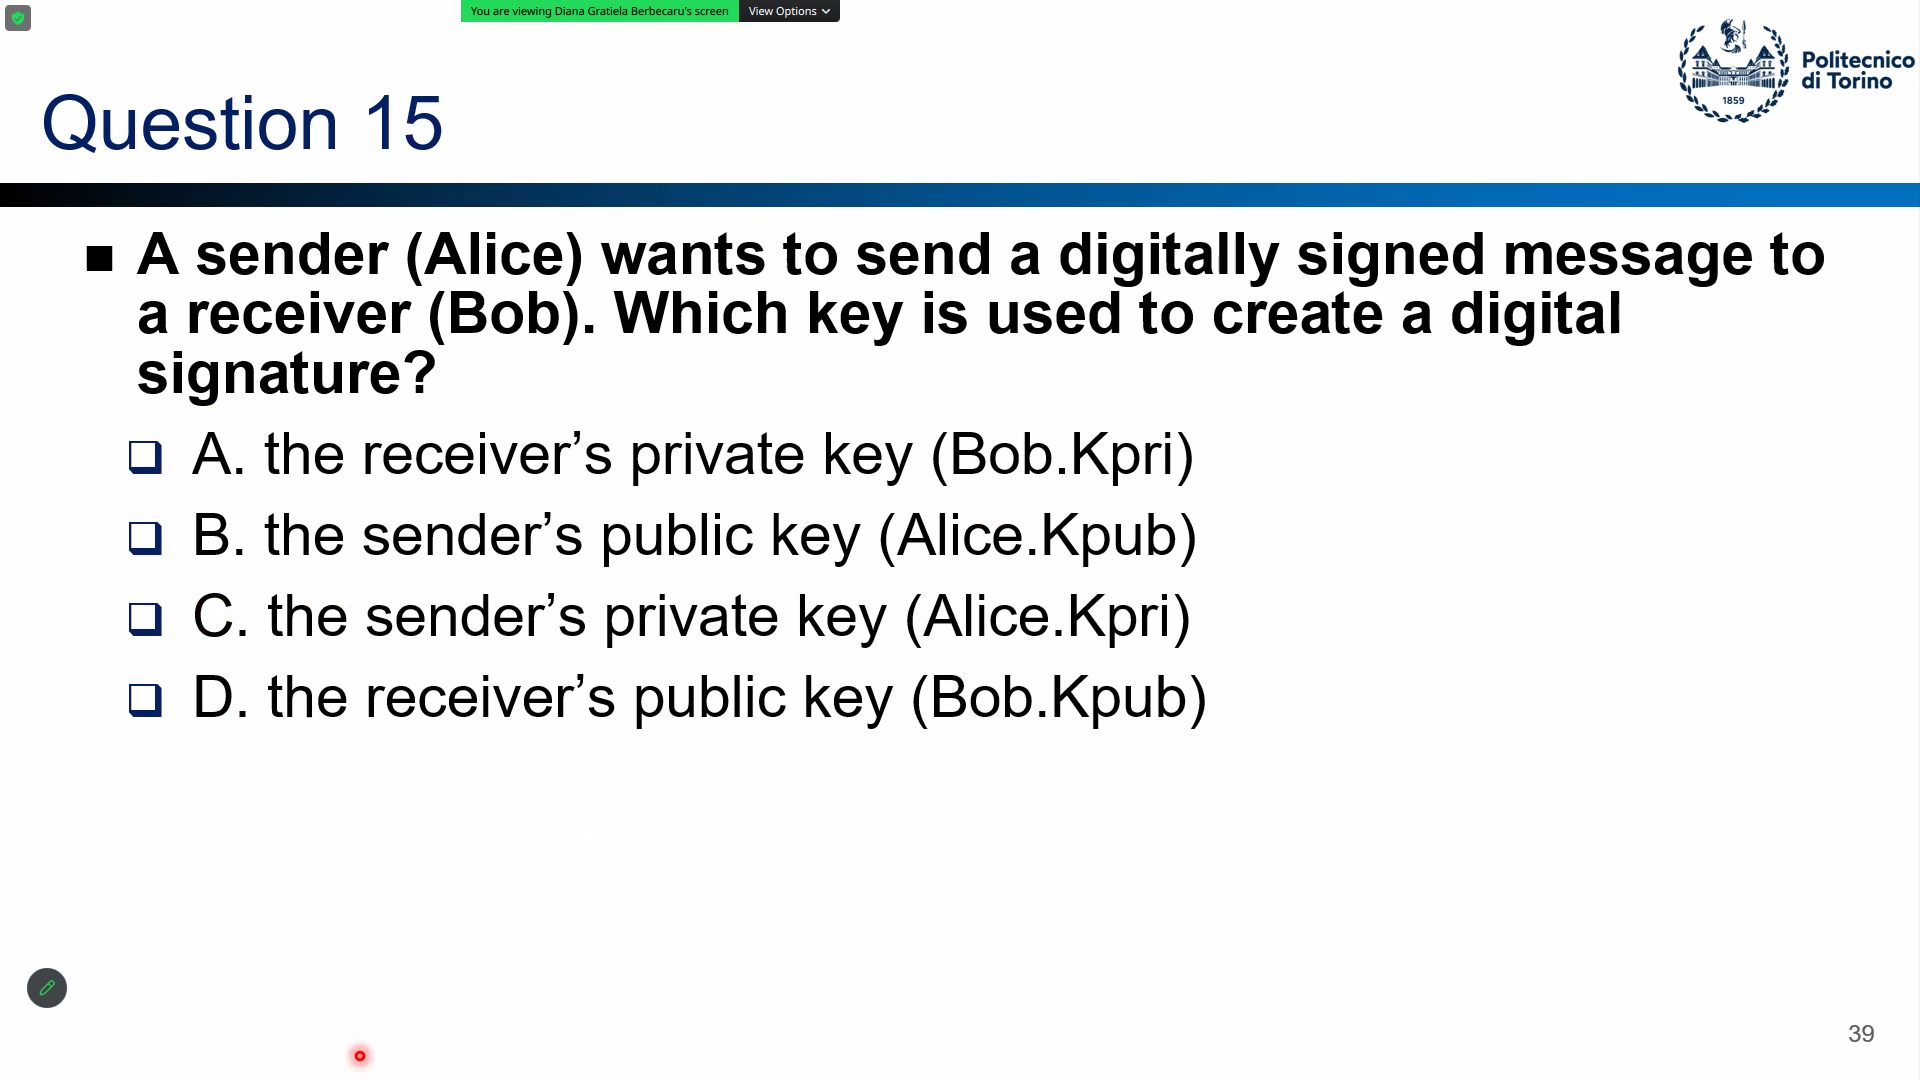 You are viewing Diana Gratiela Berbecaru's screen View Options
Politecnico
di Torino
1859
Question 15
A sender (Alice) wants to send a digitally signed message to
a receiver (Bob). Which key is used to create a digital
signature?
A. the receiver’s private key (Bob.Kpri)
B. the sender’s public key (Alice.Kpub)
C. the sender’s private key (Alice.Kpri)
D. the receiver’s public key (Bob.Kpub)
39